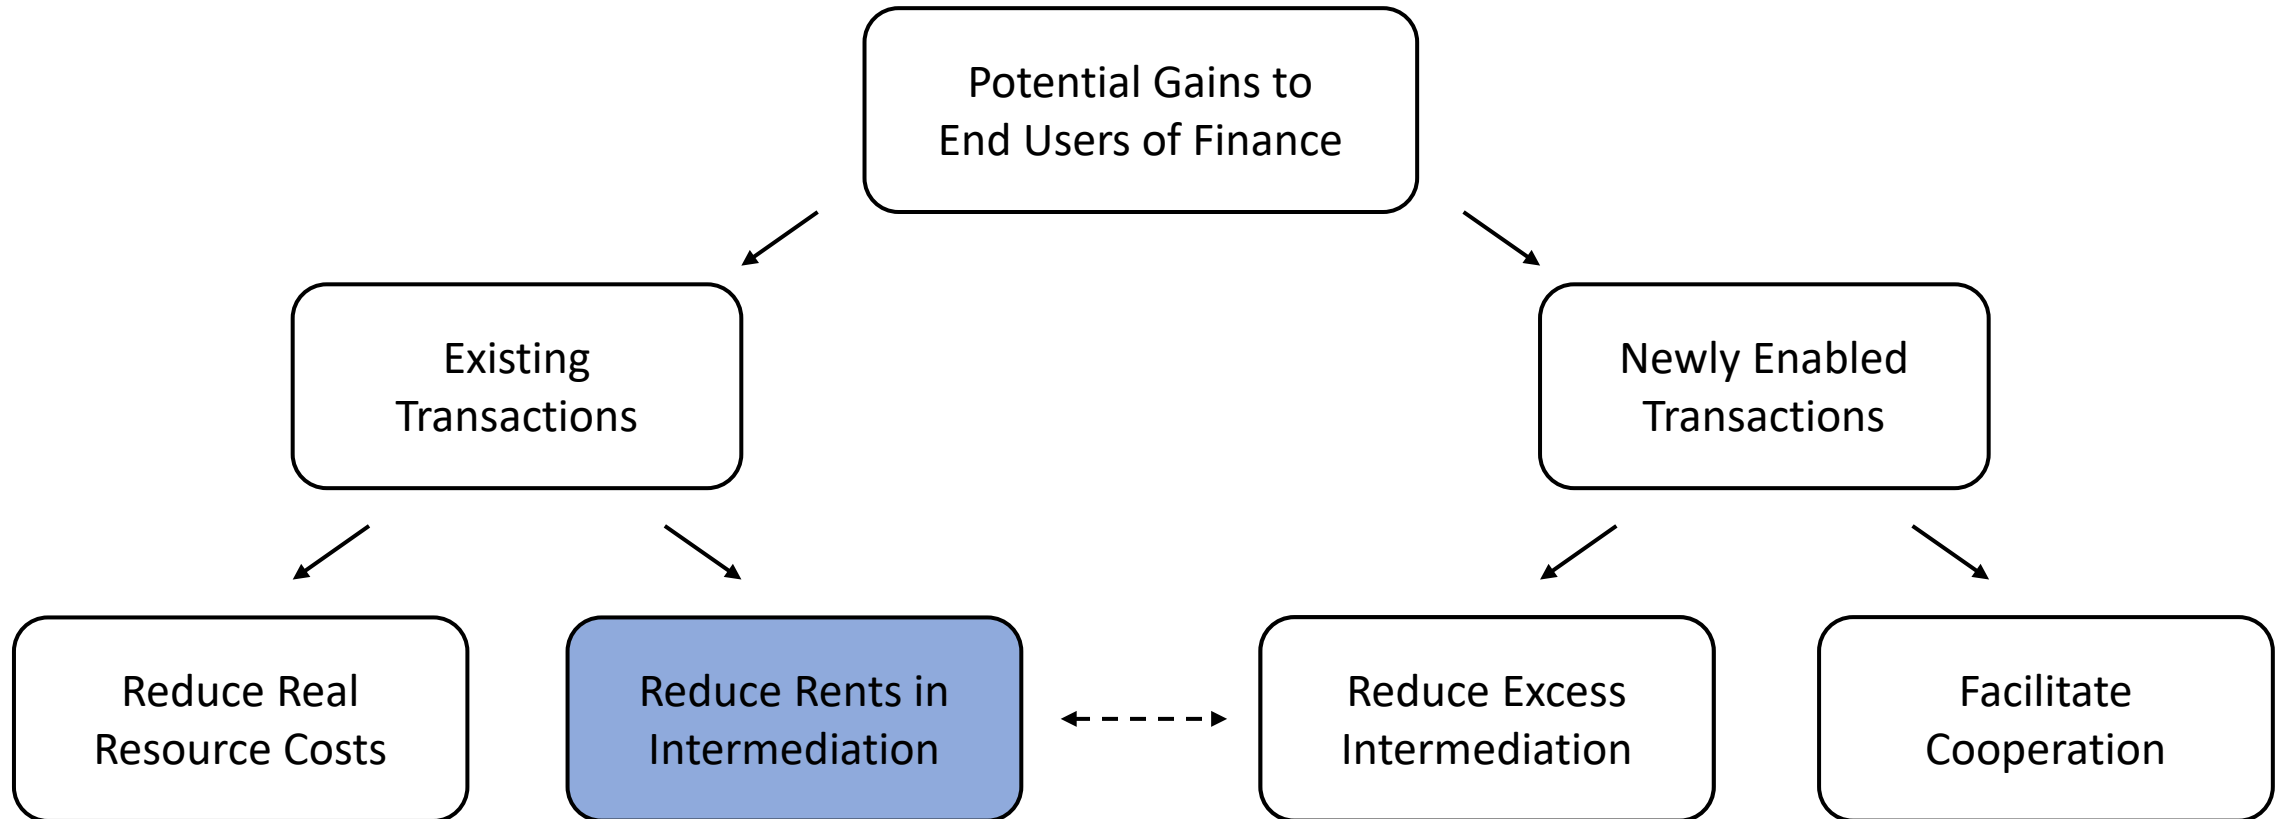 Potential Gains to
End Users of Finance
Existing
Transactions
Newly Enabled
Transactions
Reduce Real
Resource Costs
Reduce Rents in
Intermediation
Reduce Excess
Intermediation
Facilitate
Cooperation